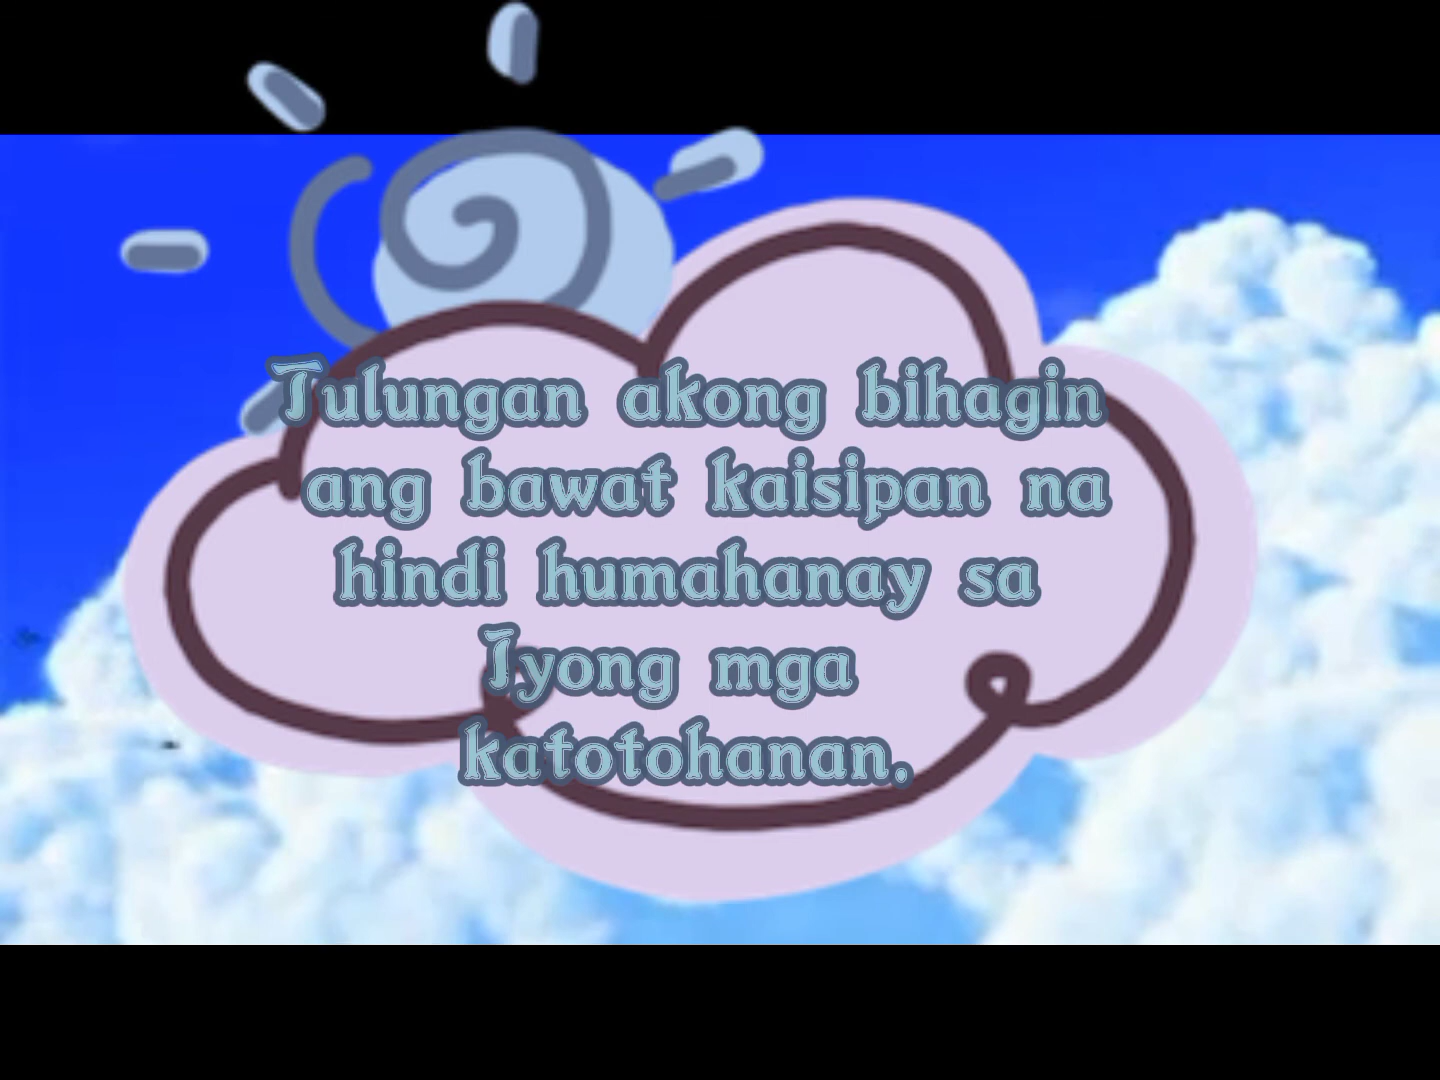 Tulungan akong bihagin
ang bawat kaisipan na
hindi humahanay sa
Iyong mga
katotohanan.